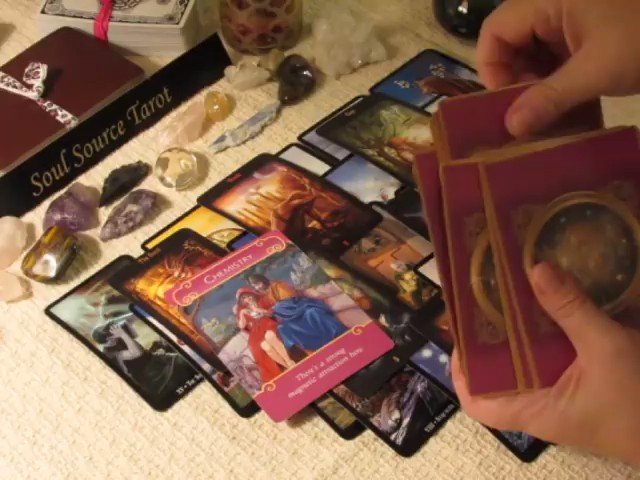 Soul Source Tarot
CHEMISTRY
There's a strong
magnetic attraction here